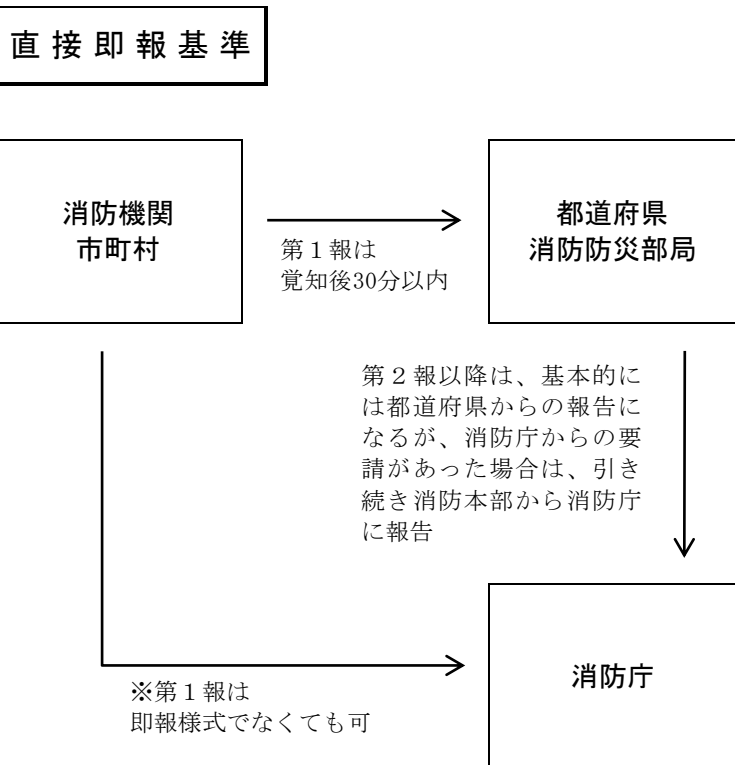 直接即報基準
消防機関
市町村
都道府県
消防防災部局
第１報は
覚知後30分以内
第２報以降は、基本的に
は都道府県からの報告に
なるが、消防庁からの要
請があった場合は、引き
続き消防本部から消防庁
に報告
消防庁
※第１報は
即報様式でなくても可